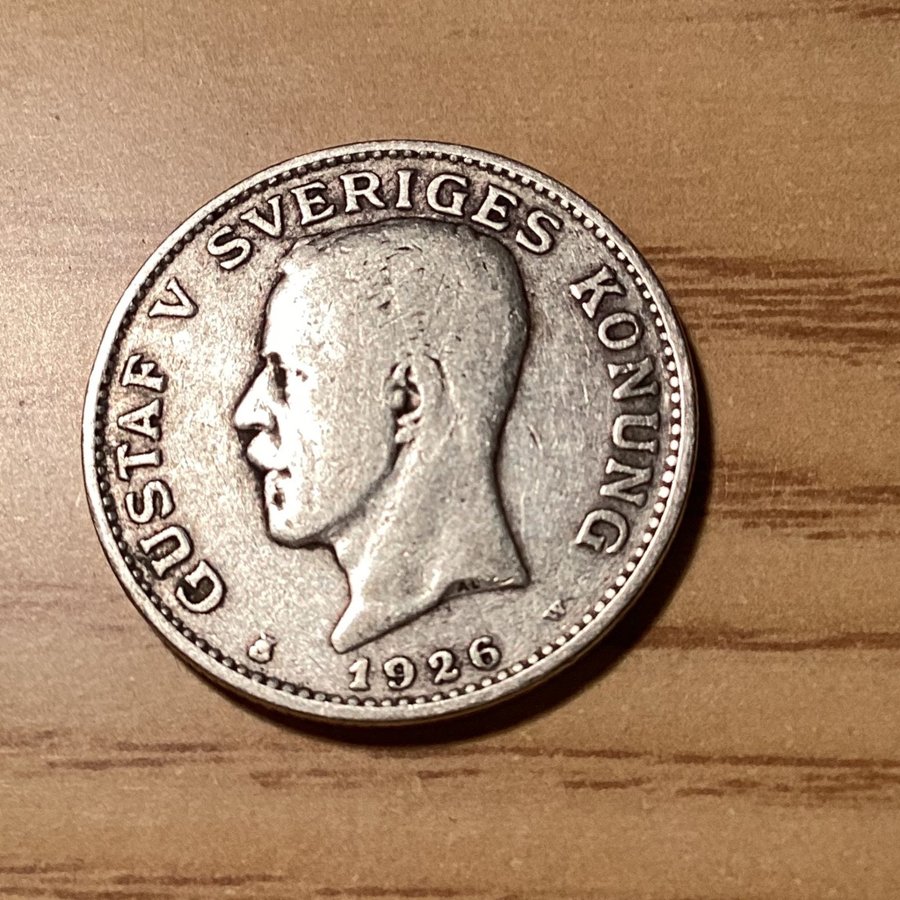 GUSTAF V SVERIGES KONUNG
1926
W